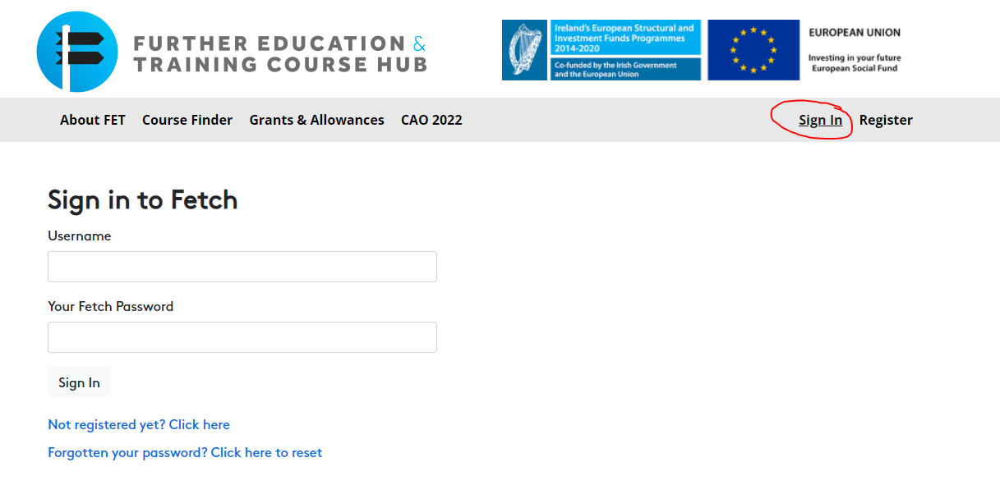 FURTHER EDUCATION &
TRAINING COURSE HUB
Ireland's European Structural and
Investment Funds Programmes
2014-2020
Co-funded by the Irish Government
and the European Union
EUROPEAN UNION
Investing in your future
European Social Fund
About FET Course Finder Grants & Allowances CAO 2022 Sign In Register
Sign in to Fetch
Username
Your Fetch Password
Sign In
Not registered yet? Click here
Forgotten your password? Click here to reset